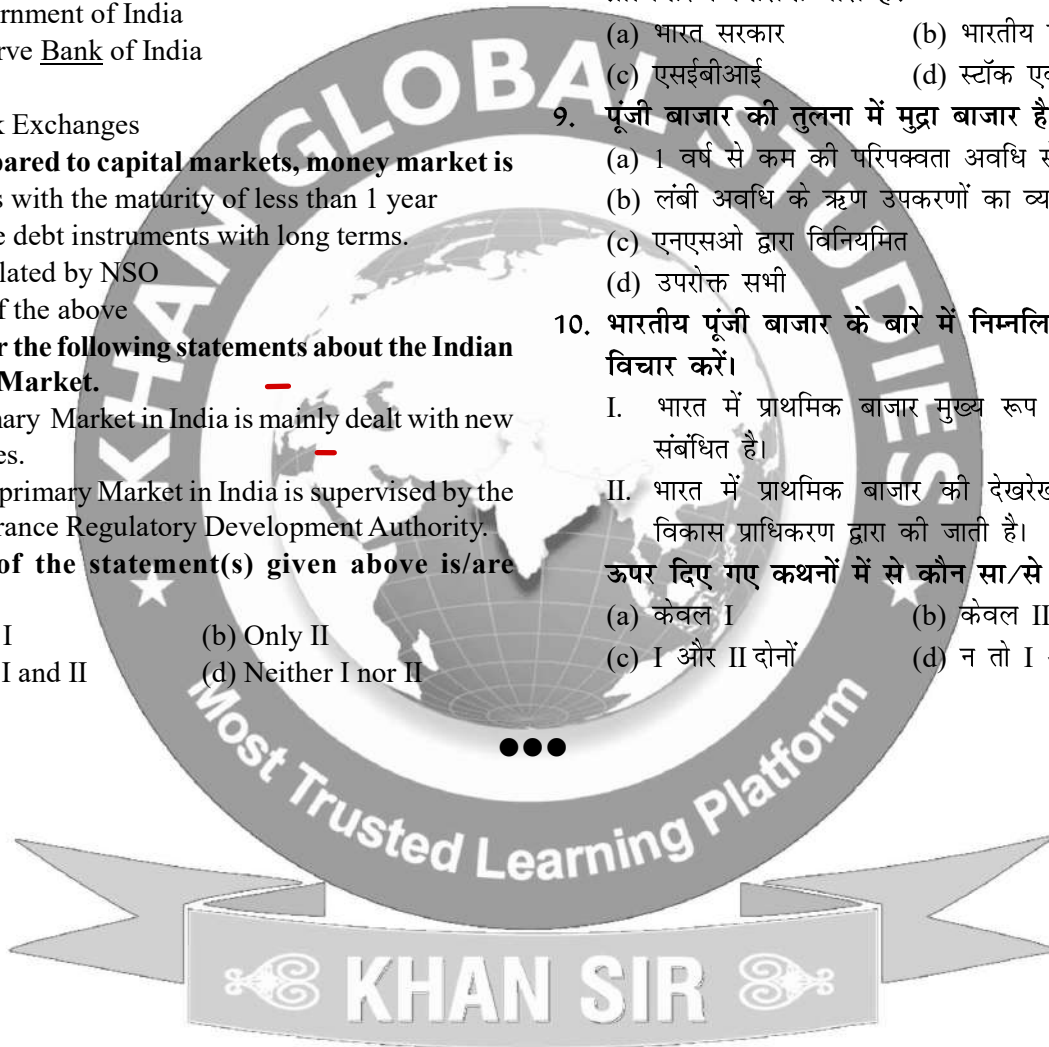 ernment of India
rve Bank of India
k Exchanges
pared to capital markets, money market is
s with the maturity of less than 1 year
e debt instruments with long terms.
lated by NSO
f the above
r the following statements about the Indian
Market.
nary Market in India is mainly dealt with new
es.
primary Market in India is supervised by the
rance Regulatory Development Authority.
of the statement(s) given above is/are
I (b) Only II
I and II (d) Neither I nor II
(a) भारत सरकार (b) भारतीय
(c) एसईबीआई (d) स्टॉक
9. पूंजी बाजार की तुलना में मुद्रा बाजार है
(a) 1 वर्ष से कम की परिपक्वता अवधि
(b) लंबी अवधि के ऋण उपकरणों का
(c) एनएसओ द्वारा विनियमित
(d) उपरोक्त सभी
10. भारतीय पूंजी बाजार के बारे में
विचार करें।
I. भारत में प्राथमिक बाजार मुख्य रूप
संबंधित है।
II. भारत में प्राथमिक बाजार की
विकास प्राधिकरण द्वारा की जाती है।
ऊपर दिए गए कथनों में से कौन सा/से
(a) केवल I (b) केवल II
(c) I और II दोनों (d) न तो I
KHAN GLOBAL STUDIES
Most Trusted Learning Platform
KHAN SIR